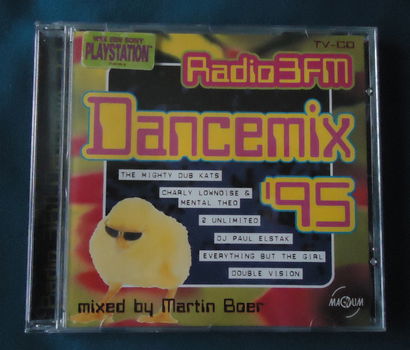 PLAYSTATION
TV-CD
Radio3FM
Dancemix
'95
THE MIGHTY DUB KATS
CHARLY LOWNOISE &
MENTAL THEO
2 UNLIMITED
DJ PAUL ELSTAK
EVERYTHING BUT THE GIRL
DOUBLE VISION
mixed by Martin Boer
MAGNUM